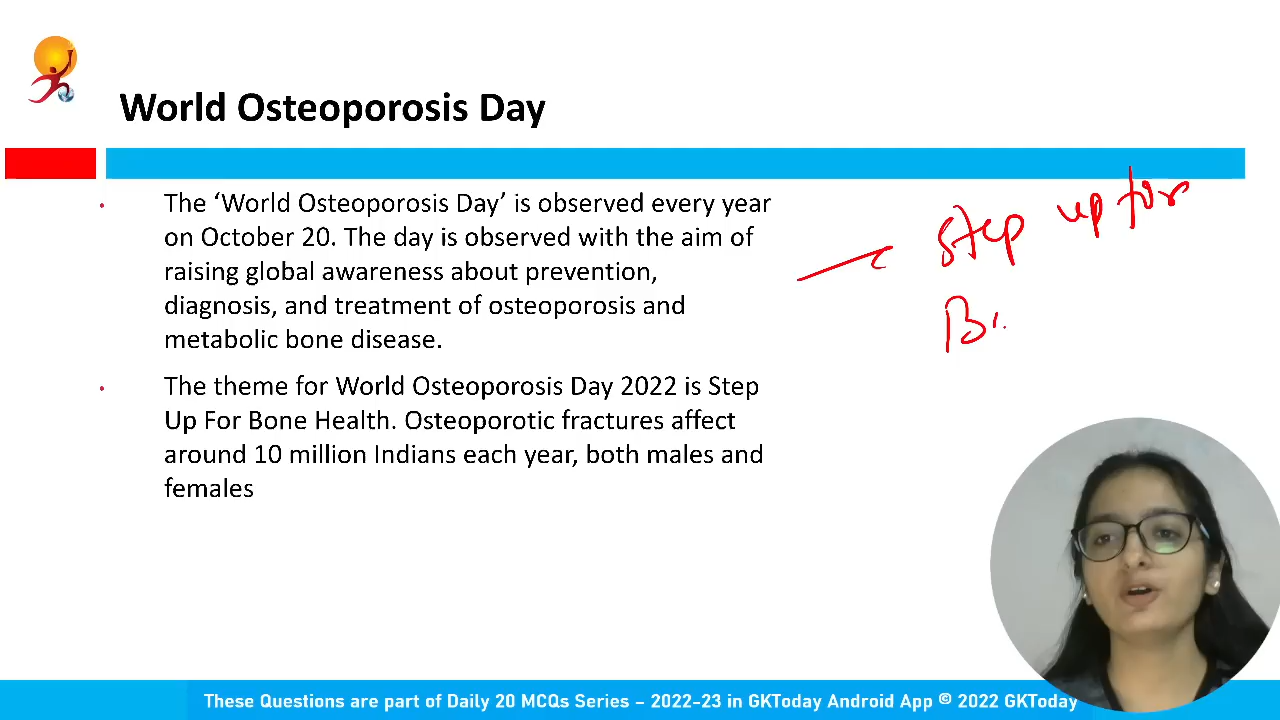 World Osteoporosis Day
• The ‘World Osteoporosis Day’ is observed every year
on October 20. The day is observed with the aim of
raising global awareness about prevention,
diagnosis, and treatment of osteoporosis and
metabolic bone disease.
• The theme for World Osteoporosis Day 2022 is Step
Up For Bone Health. Osteoporotic fractures affect
around 10 million Indians each year, both males and
females
step up for
B
These Questions are part of Daily 20 MCQs Series – 2022-23 in GKToday Android App © 2022 GKToday